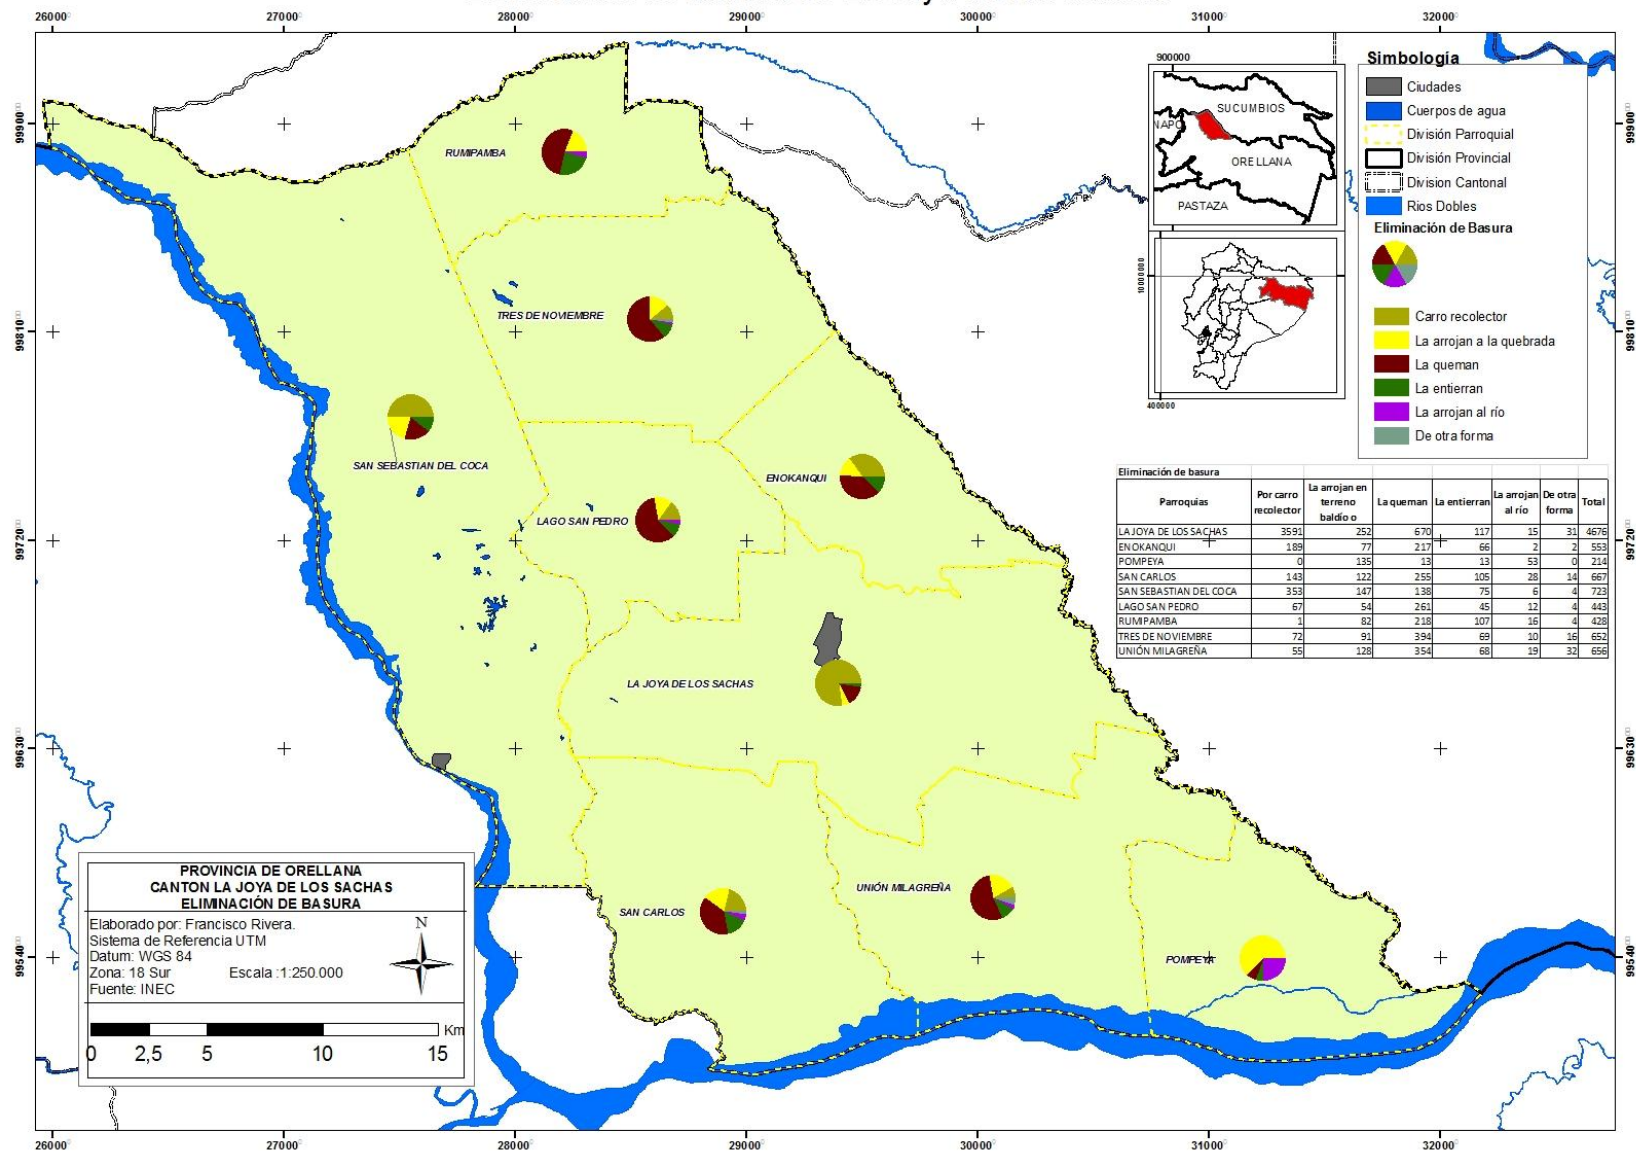 26000 27000 28000 29000 30000 31000 32000
900000
SUCUMBIOS
NAPO
ORELLANA
PASTAZA
400000
Simbología
Ciudades
Cuerpos de agua
División Parroquial
División Provincial
Division Cantonal
Rios Dobles
Eliminación de Basura
Carro recolector
La arrojan a la quebrada
La queman
La entierran
La arrojan al río
De otra forma
99900 99900
99810 99810
99720 99720
99630 99630
99540 99540
RUMIPAMBA
TRES DE NOVIEMBRE
SAN SEBASTIAN DEL COCA
ENOKANQUI
LAGO SAN PEDRO
LA JOYA DE LOS SACHAS
UNIÓN MILAGREÑA
SAN CARLOS
POMPEYA
Eliminación de basura
Parroquias Por carro recolector La arrojan en terreno baldío o La queman La entierran La arrojan al río De otra forma Total
LA JOYA DE LOS SACHAS 3591 252 670 117 15 31 4676
ENOKANQUI 189 77 217 66 2 2 553
POMPEYA 0 135 13 13 53 0 214
SAN CARLOS 143 122 255 105 28 14 667
SAN SEBASTIAN DEL COCA 353 147 138 75 6 4 723
LAGO SAN PEDRO 67 54 261 45 12 4 443
RUMIPAMBA 1 82 218 107 16 4 428
TRES DE NOVIEMBRE 72 91 394 69 10 16 652
UNIÓN MILAGREÑA 55 128 354 68 19 32 656
PROVINCIA DE ORELLANA
CANTON LA JOYA DE LOS SACHAS
ELIMINACIÓN DE BASURA
Elaborado por: Francisco Rivera.
Sistema de Referencia UTM
Datum: WGS 84
Zona: 18 Sur Escala :1:250.000
Fuente: INEC
N
Km
0 2,5 5 10 15
26000 27000 28000 29000 30000 31000 32000